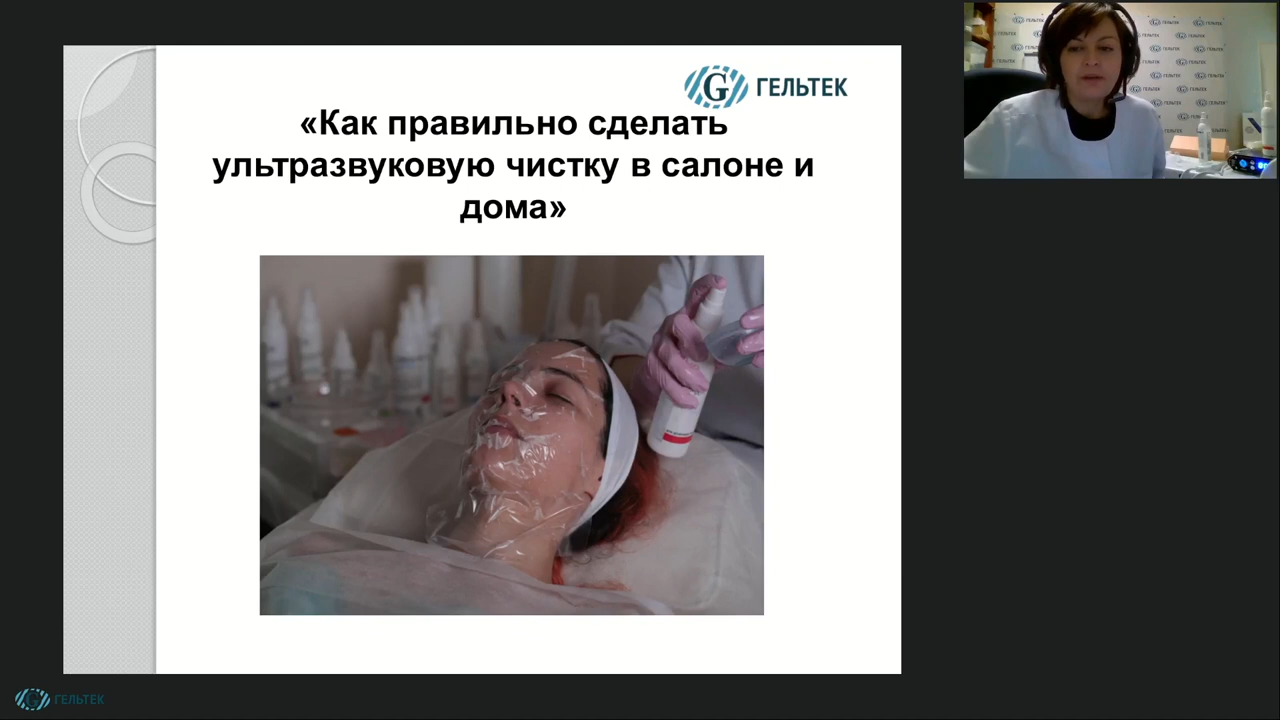 ГЕЛЬТЕК
«Как правильно сделать
ультразвуковую чистку в салоне и
дома»
ГЕЛЬТЕК